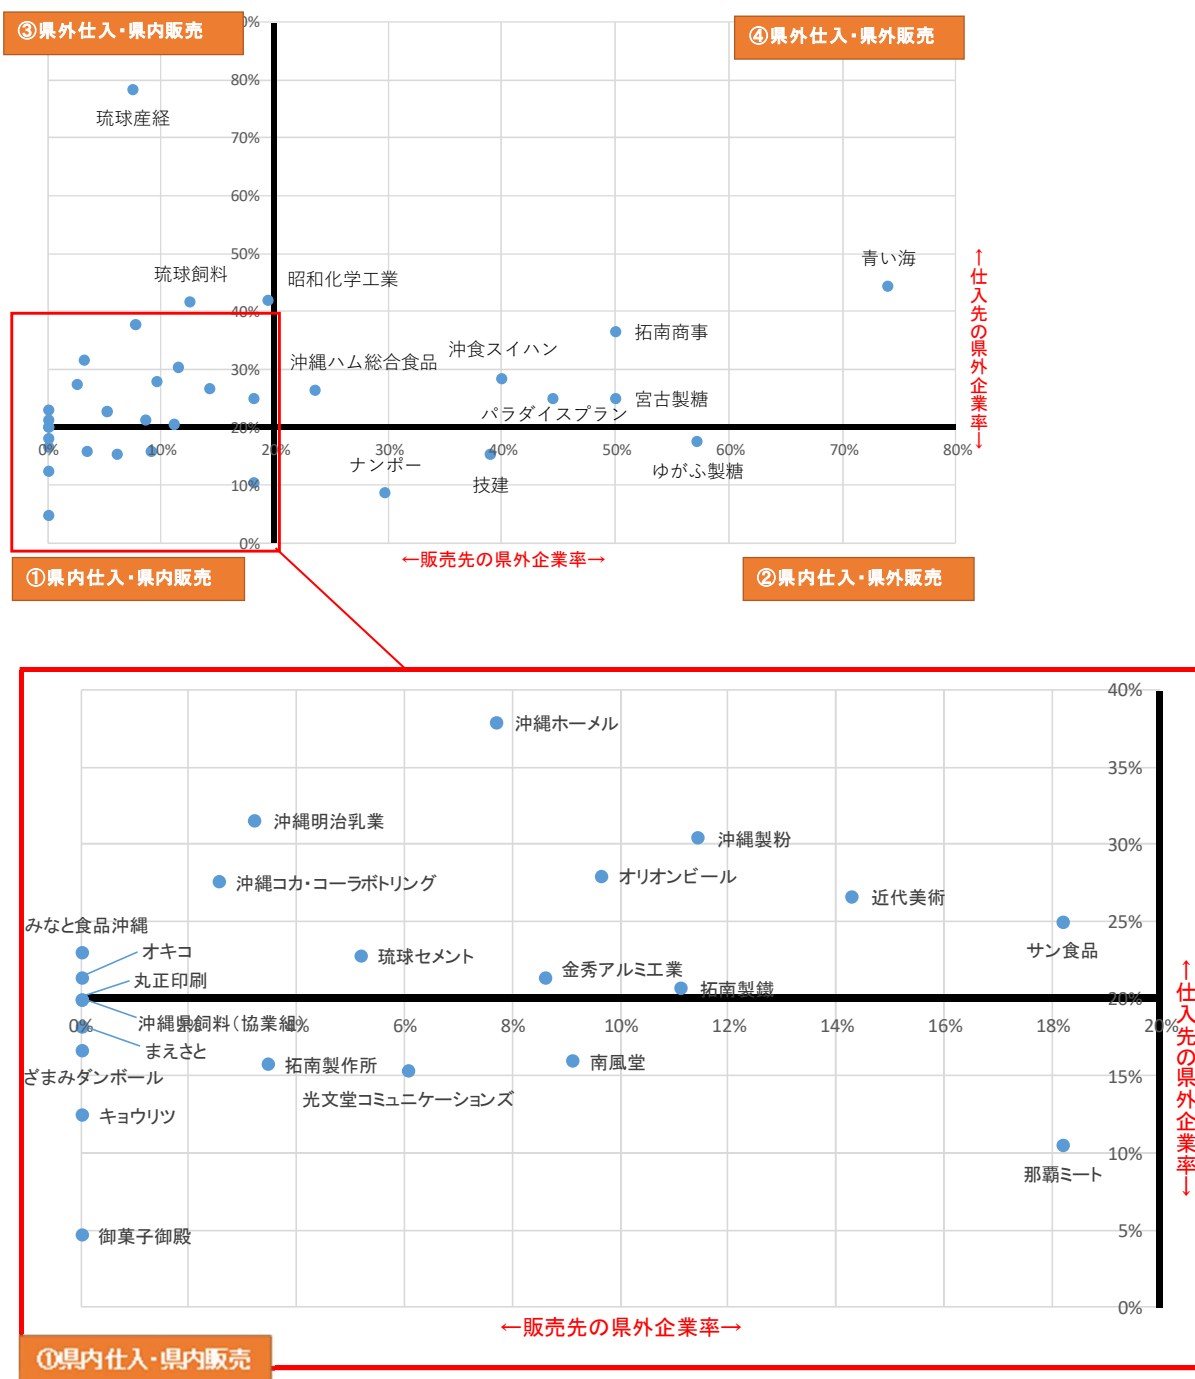 ③県外仕入・県内販売
0%
④県外仕入・県外販売
80%
琉球産経
70%
60%
50%
琉球飼料
昭和化学工業
青い海
40%
拓南商事
沖食スイハン
沖縄ハム総合食品
30%
宮古製糖
パラダイスプラン
20%
0%
10%
20%
30%
40%
50%
60%
70%
80%
ナンポー
技建
ゆがふ製糖
10%
0%
↑仕入先の県外企業率↓
←販売先の県外企業率→
①県内仕入・県内販売
②県内仕入・県外販売
40%
沖縄ホーメル
35%
沖縄明治乳業
沖縄製粉
30%
沖縄コカ・コーラボトリング
オリオンビール
近代美術
25%
みなと食品沖縄
サン食品
オキコ
琉球セメント
金秀アルミ工業
丸正印刷
拓南製鐵
20%
0%
2%
4%
6%
8%
10%
12%
14%
16%
18%
20%
沖縄県飼料（協業組
まえさと
ざまみダンボール
拓南製作所
南風堂
15%
光文堂コミュニケーションズ
キョウリツ
10%
那覇ミート
御菓子御殿
5%
0%
↑仕入先の県外企業率↓
←販売先の県外企業率→
①県内仕入・県内販売